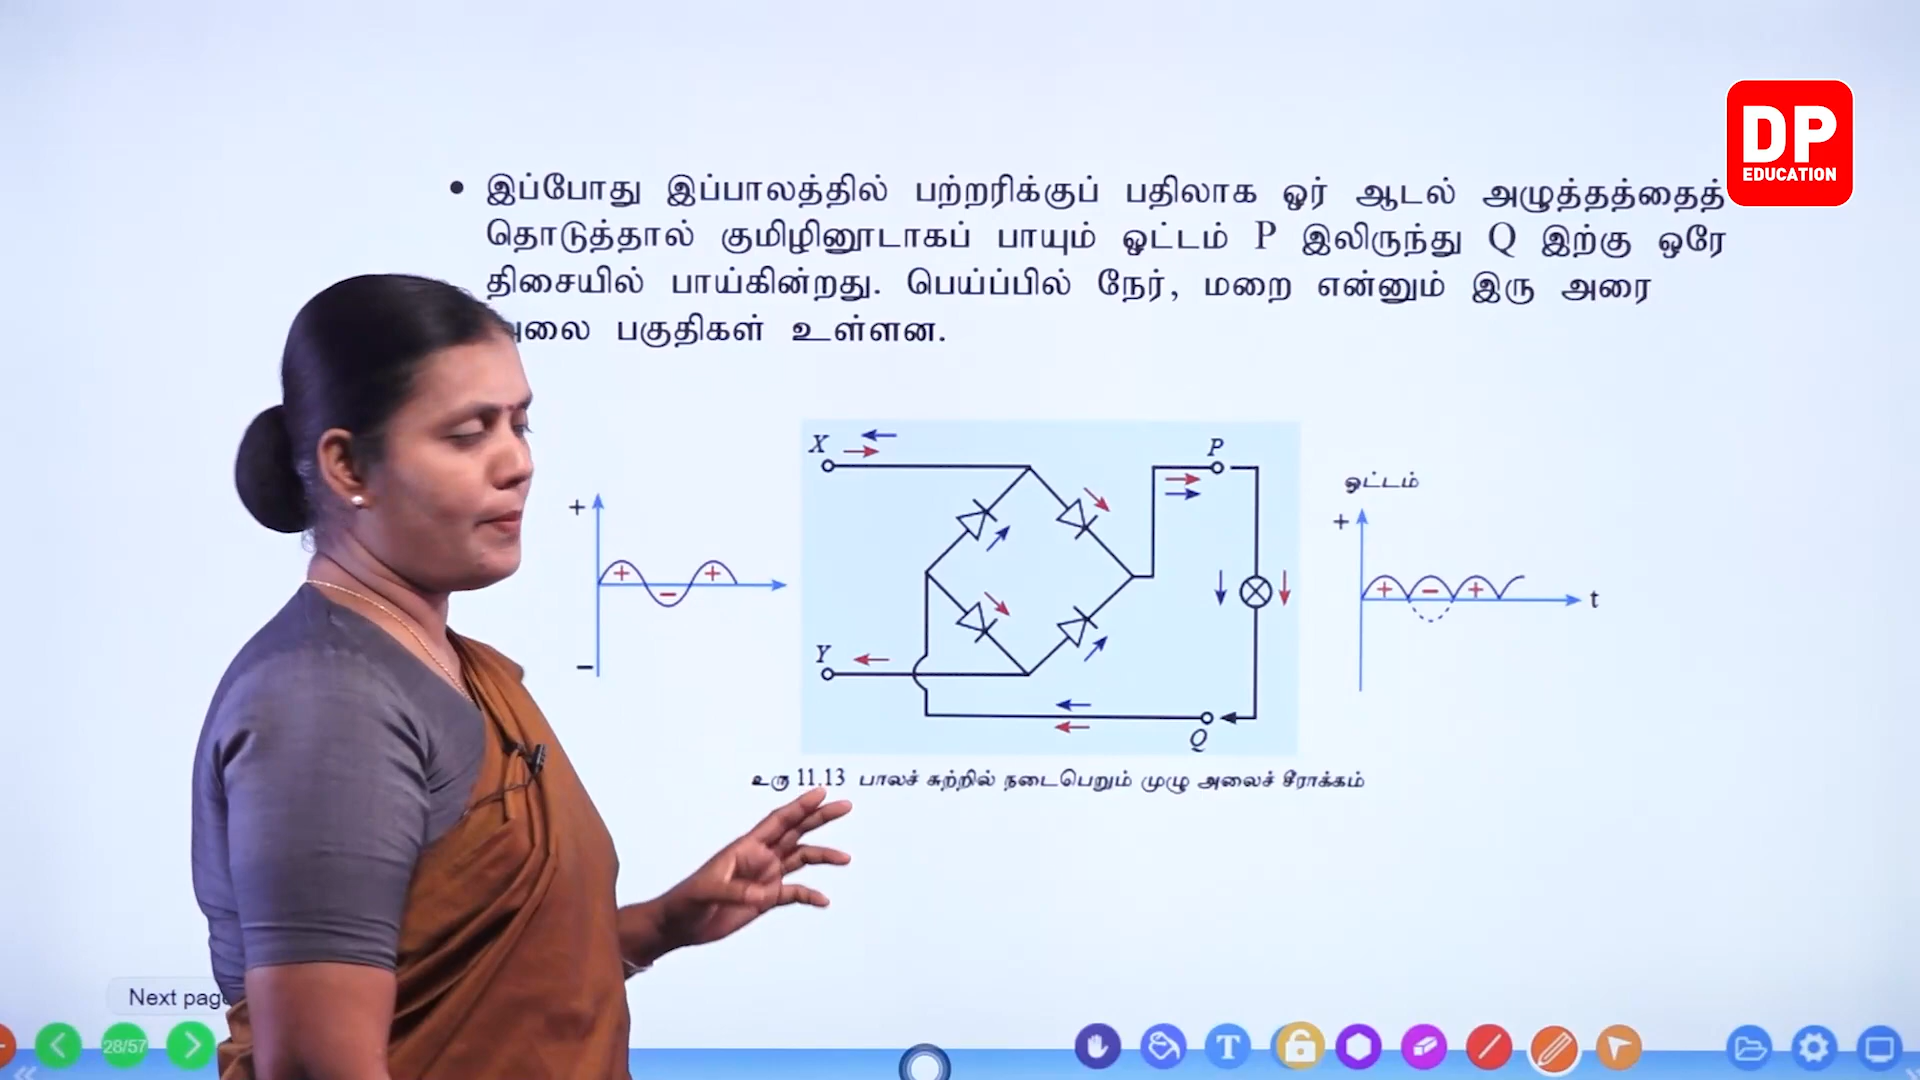 DP
EDUCATION
• இப்போது இப்பாலத்தில் பற்றரிக்குப் பதிலாக ஓர் ஆடல் அழுத்தத்தைத்
தொடுத்தால் குமிழினூடாகப் பாயும் ஓட்டம் P இலிருந்து Q இற்கு ஒரே
திசையில் பாய்கின்றது. பெய்ப்பில் நேர், மறை என்னும் இரு அரை
பகுதிகள் உள்ளன.
X
P
ஓட்டம்
+
+
+
+
−
+
−
+
t
Y
−
Q
உரு 11.13 பாலச் சுற்றில் நடைபெறும் முழு அலைச் சீராக்கம்
Next page
28/57
T